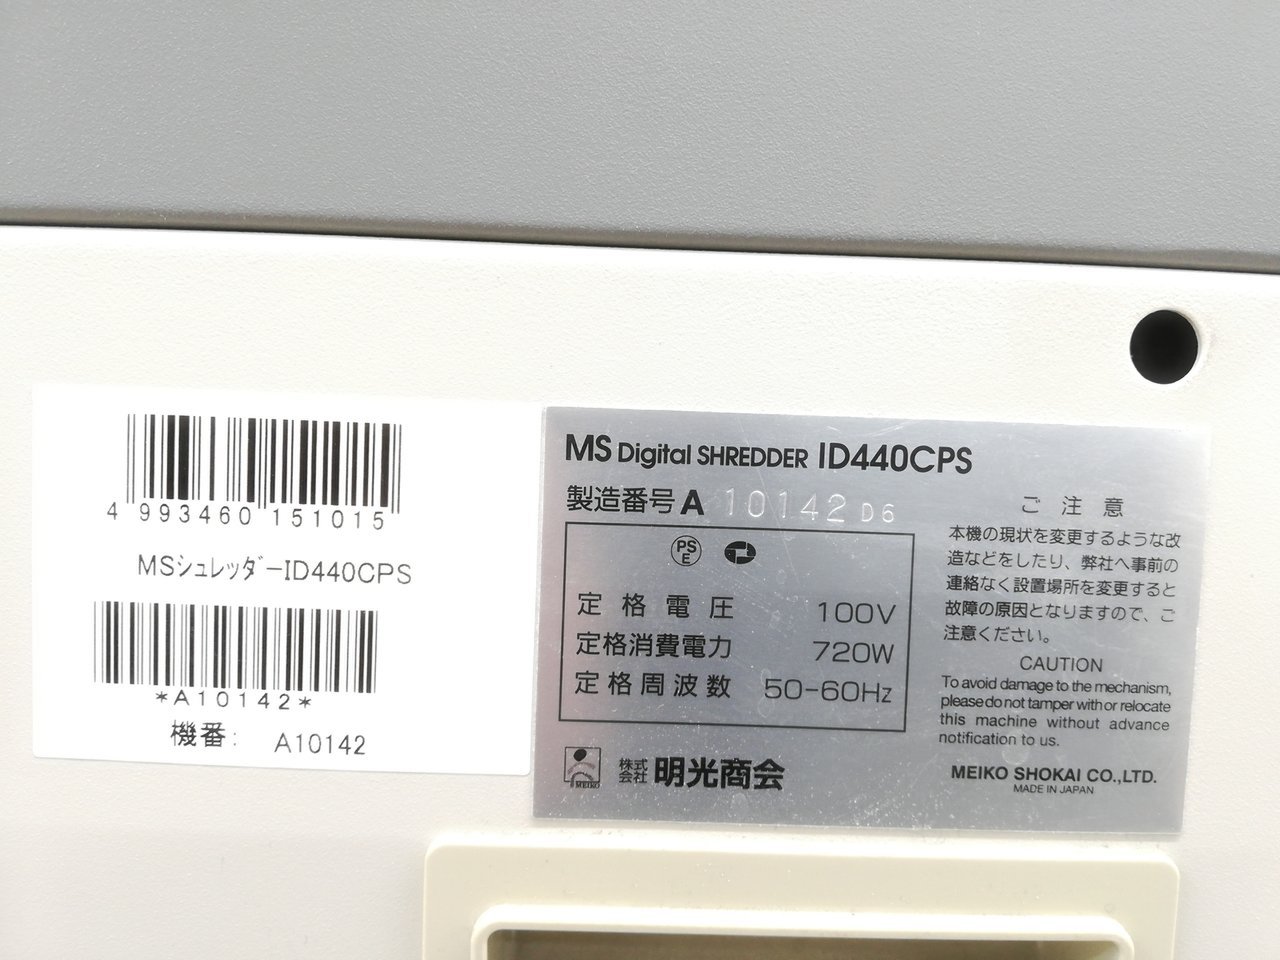 4 993460 151015
MSシュレッダーID440CPS
*A10142*
機番: A10142
MS Digital SHREDDER ID440CPS
製造番号 A 10142 D6
PS
E
定格電圧 100V
定格消費電力 720W
定格周波数 50-60Hz
MEIKO
株式会社 明光商会
ご注意
本機の現状を変更するような改
造などをしたり、弊社へ事前の
連絡なく設置場所を変更すると
故障の原因となりますので、ご
注意ください。
CAUTION
To avoid damage to the mechanism,
please do not tamper with or relocate
this machine without advance
notification to us.
MEIKO SHOKAI CO.,LTD.
MADE IN JAPAN